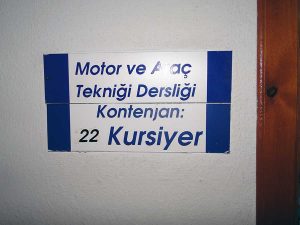 Motor ve Araç
Tekniği Dersliği
Kontenjan:
22 Kursiyer